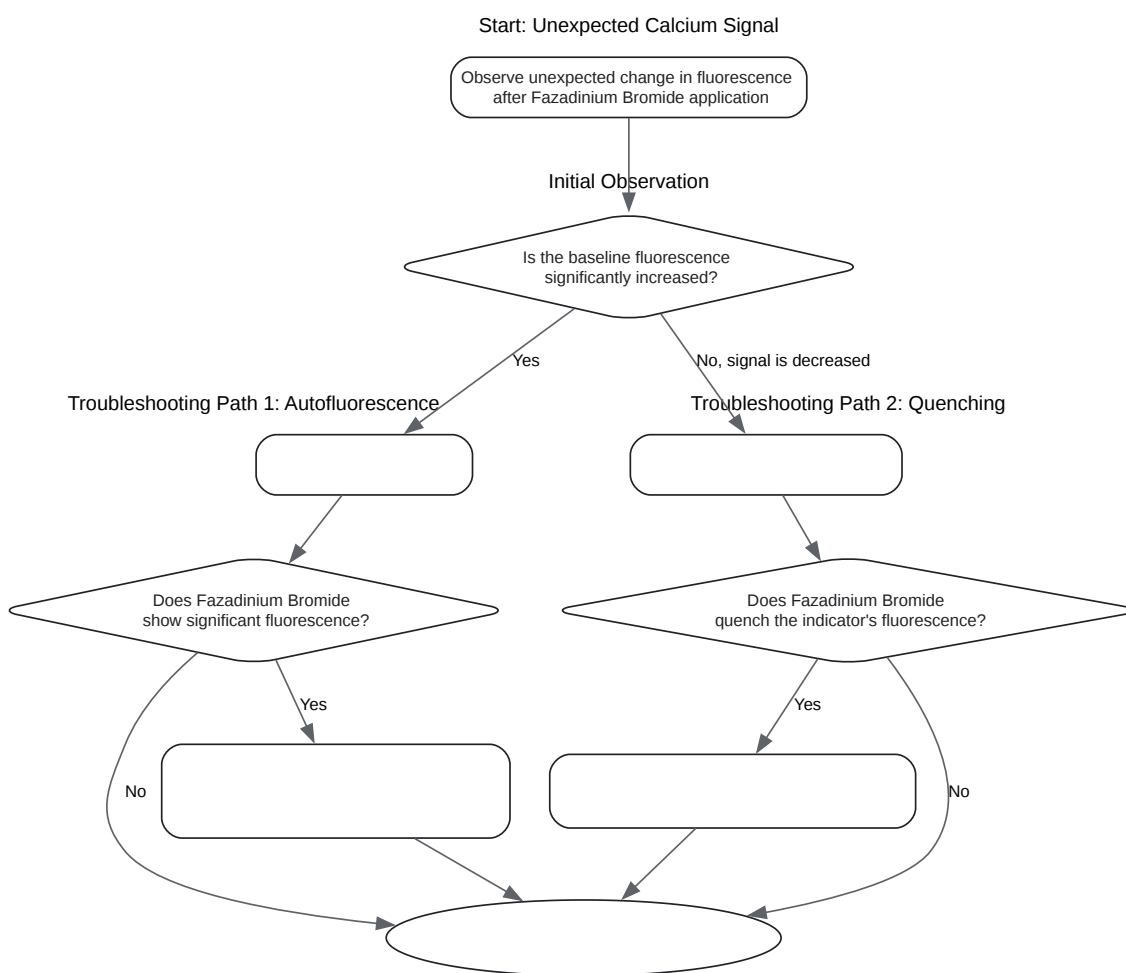 Start: Unexpected Calcium Signal
Observe unexpected change in fluorescence
after Fazadinium Bromide application
Initial Observation
Is the baseline fluorescence
significantly increased?
Yes
No, signal is decreased
Troubleshooting Path 1: Autofluorescence
Troubleshooting Path 2: Quenching
Does Fazadinium Bromide
show significant fluorescence?
Does Fazadinium Bromide
quench the indicator's fluorescence?
Yes
Yes
No
No